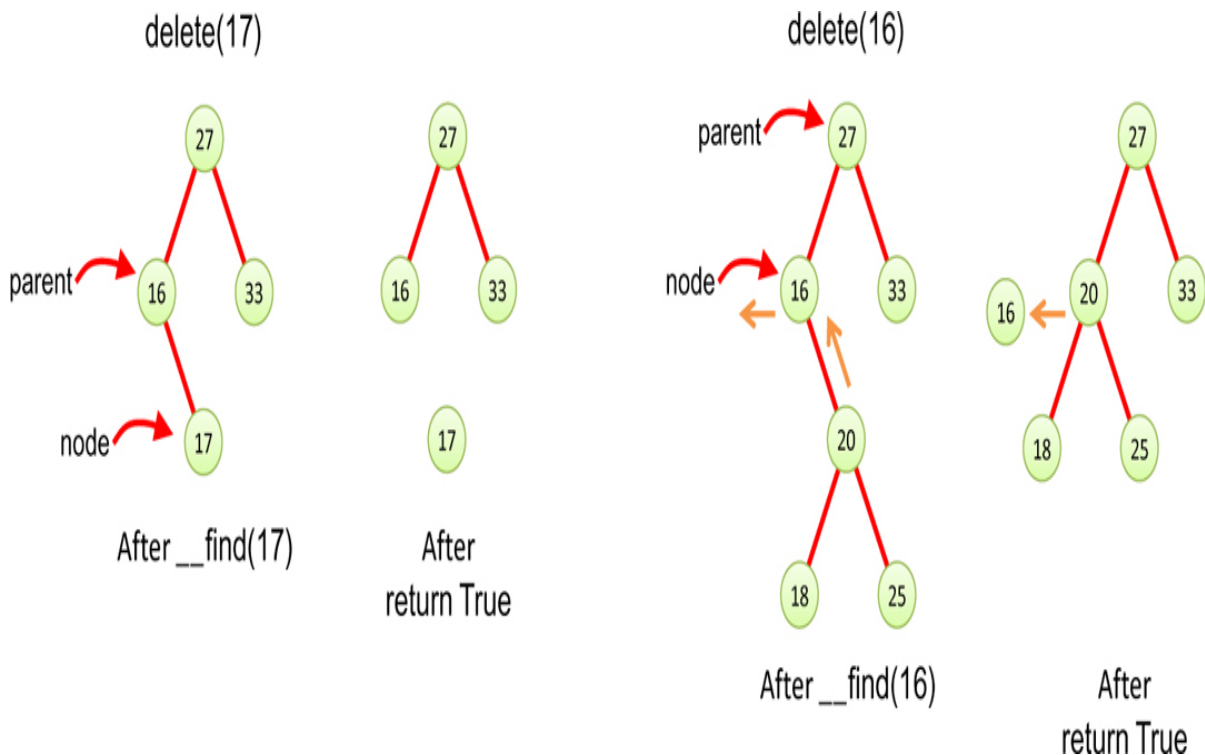 delete(17)
27
parent
16
33
node
17
After __find(17)
27
16
33
17
After
return True
delete(16)
parent
27
node
16
33
20
18
25
After __find(16)
27
16
20
33
18
25
After
return True